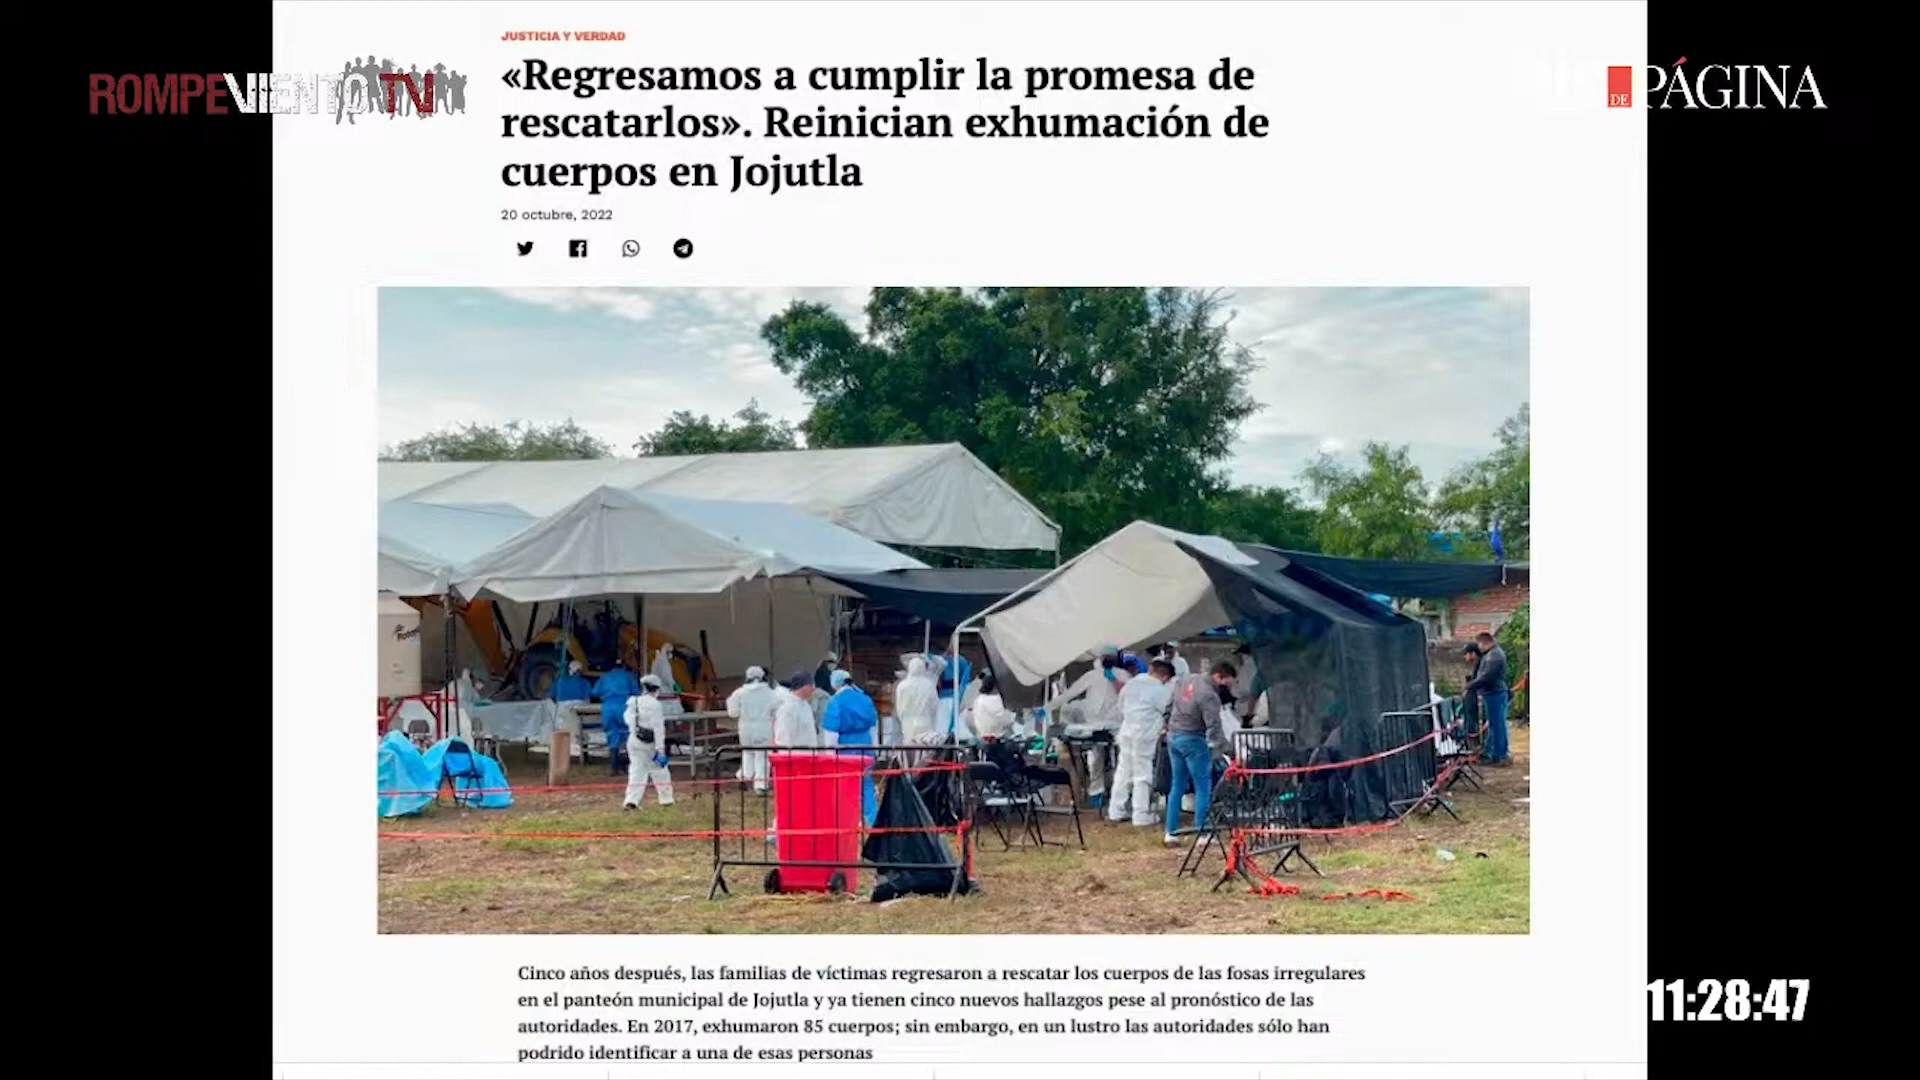 JUSTICIA Y VERDAD
«Regresamos a cumplir la promesa de
rescatarlos». Reinician exhumación de
cuerpos en Jojutla
20 octubre, 2022
ROMPEVIENTO TV
DE PÁGINA
Cinco años después, las familias de víctimas regresaron a rescatar los cuerpos de las fosas irregulares
en el panteón municipal de Jojutla y ya tienen cinco nuevos hallazgos pese al pronóstico de las
autoridades. En 2017, exhumaron 85 cuerpos; sin embargo, en un lustro las autoridades sólo han
podrido identificar a una de esas personas
11:28:47